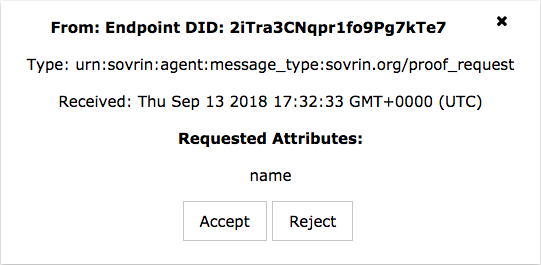 From: Endpoint DID: 2iTra3CNqpr1fo9Pg7kTe7
Type: urn:sovrin:agent:message_type:sovrin.org/proof_request
Received: Thu Sep 13 2018 17:32:33 GMT+0000 (UTC)
Requested Attributes:
name
Accept Reject